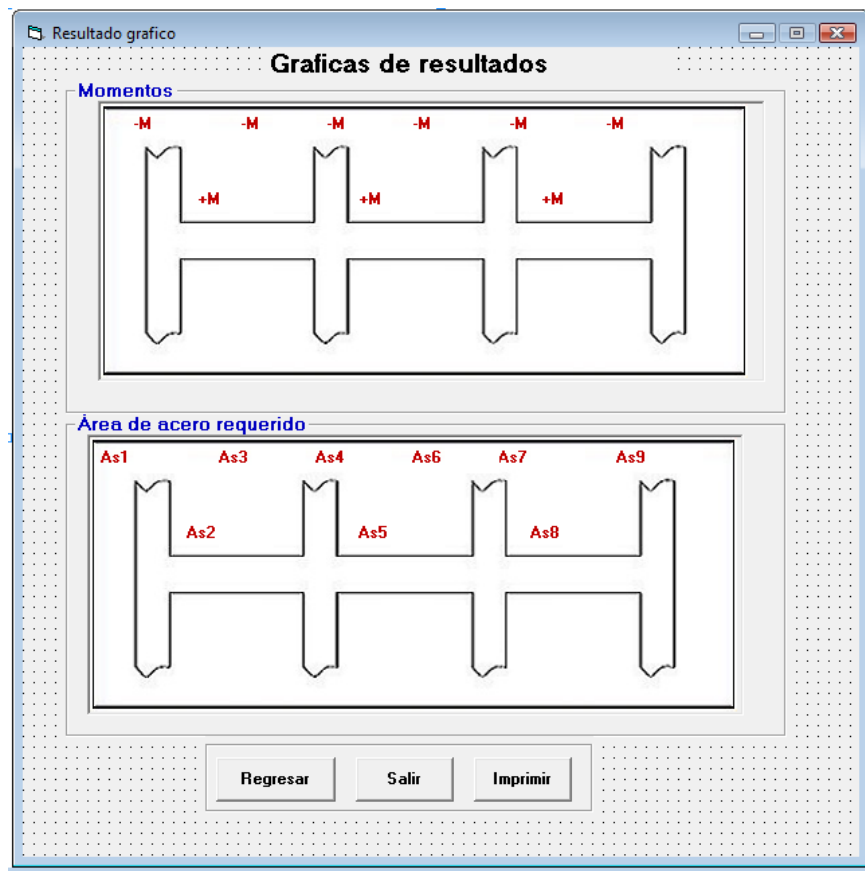 Resultado grafico
Graficas de resultados
Momentos
-M -M -M -M -M -M
+M +M +M
Área de acero requerido
As1 As3 As4 As6 As7 As9
As2 As5 As8
Regresar Salir Imprimir